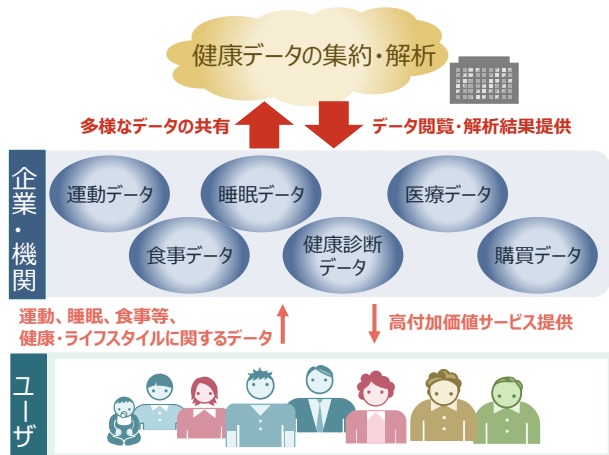 健康データの集約・解析
多様なデータの共有
データ閲覧・解析結果提供
企業・機関
運動データ
睡眠データ
医療データ
食事データ
健康診断
データ
購買データ
運動、睡眠、食事等、
健康・ライフスタイルに関するデータ
高付加価値サービス提供
ユーザ